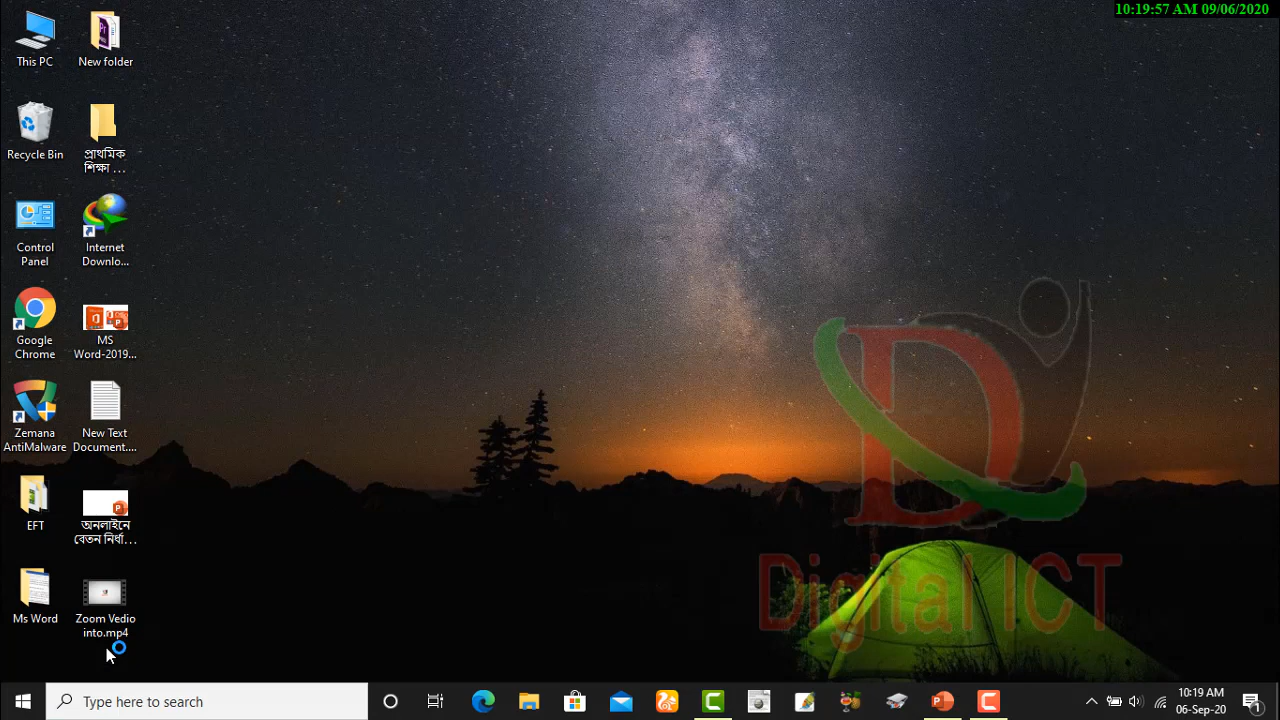 10:19:57 AM 09/06/2020
This PC
New folder
Recycle Bin
প্রাথমিক
শিক্ষা ...
Control
Panel
Internet
Downlo...
Google
Chrome
MS
Word-2019...
Zemana
AntiMalware
New Text
Document....
EFT
অনলাইনে
বেতন নির্ধা...
Ms Word
Zoom Vedio
into.mp4
Digital ICT
Type here to search
10:19 AM
06-Sep-20
1